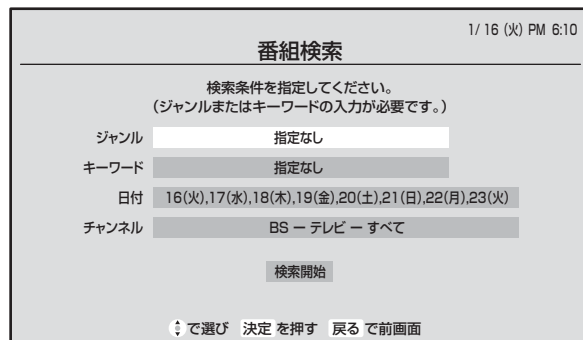 1/ 16 (火) PM 6:10
番組検索
検索条件を指定してください。
(ジャンルまたはキーワードの入力が必要です。)
ジャンル 指定なし
キーワード 指定なし
日付 16(火),17(水),18(木),19(金),20(土),21(日),22(月),23(火)
チャンネル BS ー テレビ ー すべて
検索開始
で選び 決定 を押す 戻る で前画面